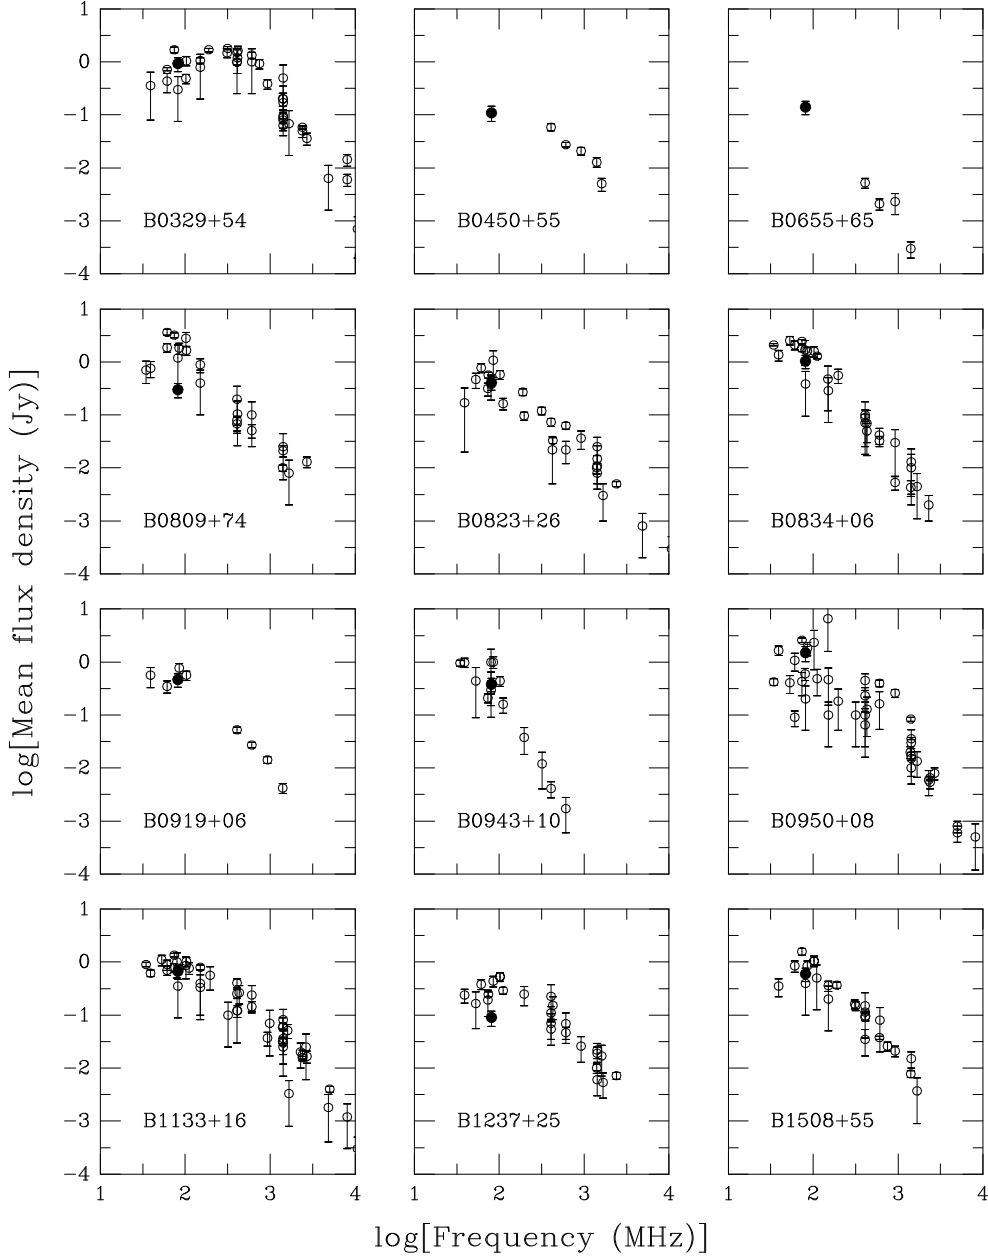 1
0
−1
−2
−3
−4
B0329+54
B0450+55
B0655+65
1
0
−1
−2
−3
−4
B0809+74
B0823+26
B0834+06
1
0
−1
−2
−3
−4
B0919+06
B0943+10
B0950+08
1
0
−1
−2
−3
−4
B1133+16
B1237+25
B1508+55
1 2 3 4 1 2 3 4 1 2 3 4
log[Mean flux density (Jy)]
log[Frequency (MHz)]